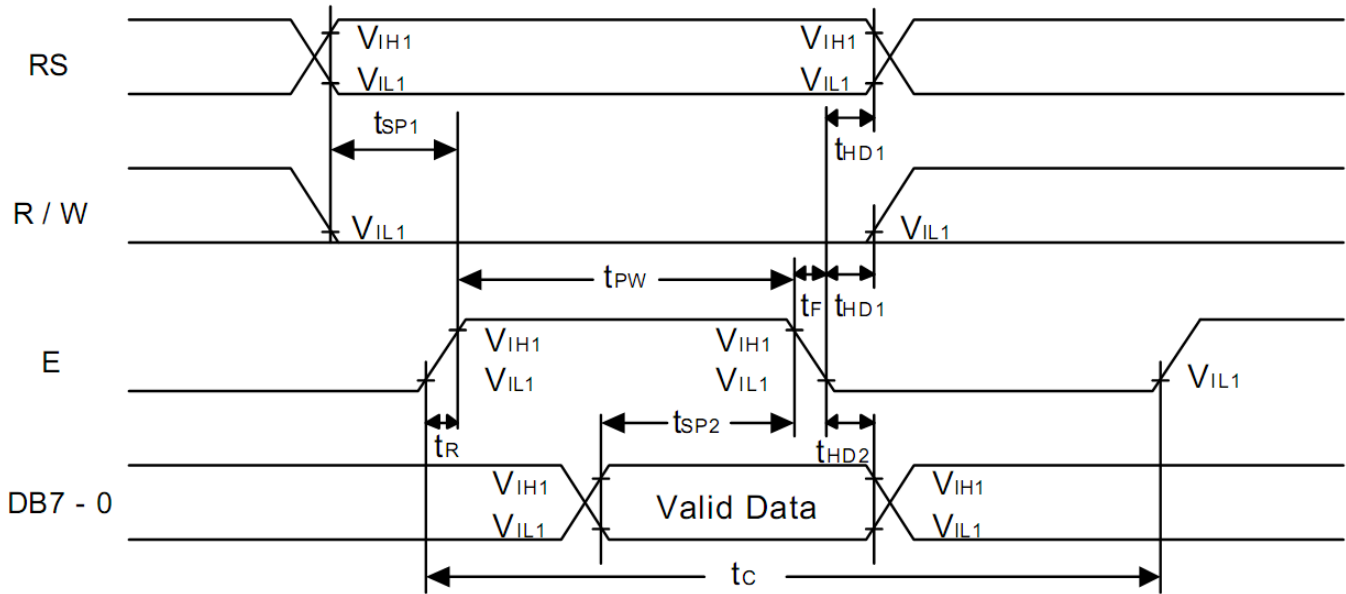 RS
VIH1 VIH1
VIL1 VIL1
tSP1 tHD1
R / W
VIL1 VIL1
tPW tF tHD1
E
VIH1 VIH1
VIL1 VIL1 VIL1
tR tSP2 tHD2
DB7 - 0
VIH1 Valid Data VIH1
VIL1 VIL1
tC